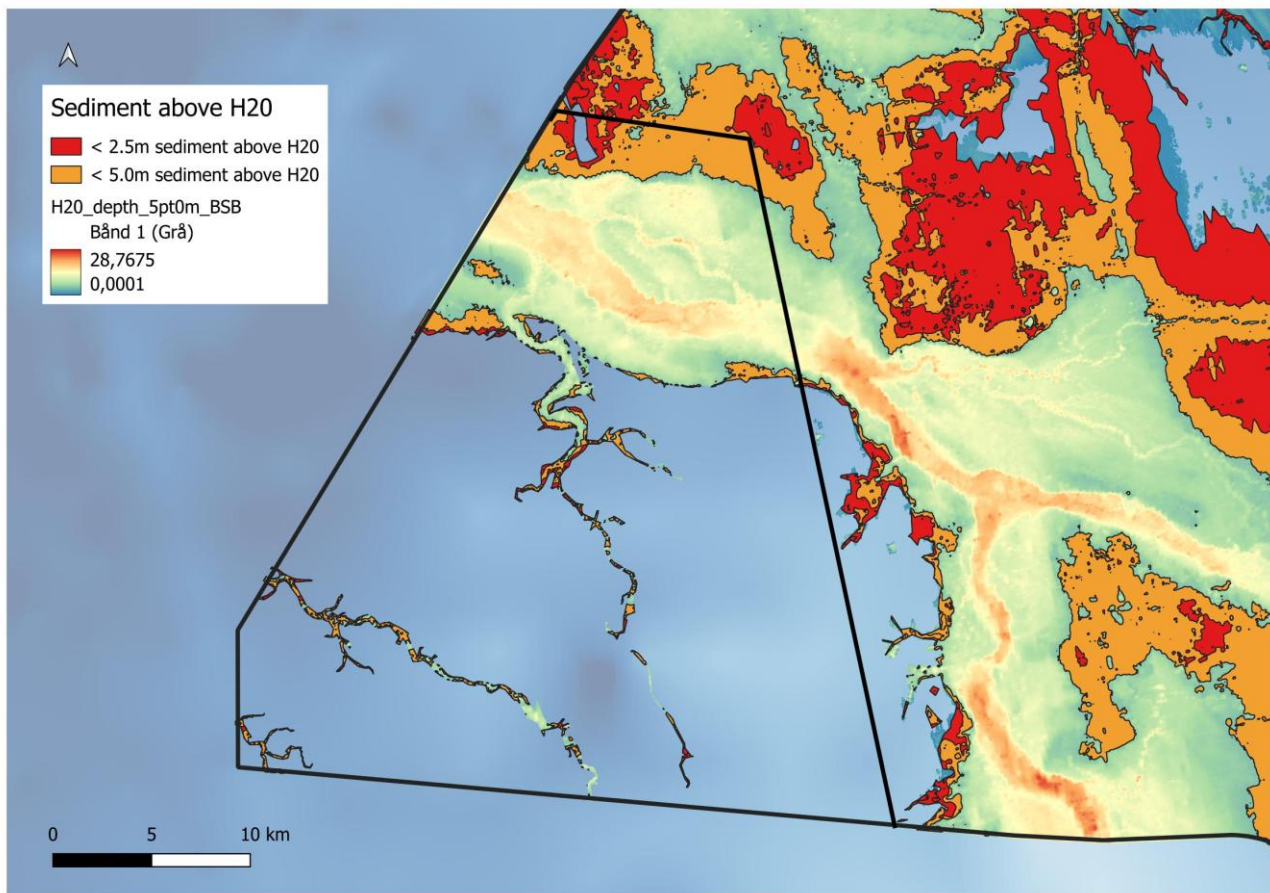 Sediment above H20
< 2.5m sediment above H20
< 5.0m sediment above H20
H20_depth_5pt0m_BSB
Bånd 1 (Grå)
28,7675
0,0001
0 5 10 km